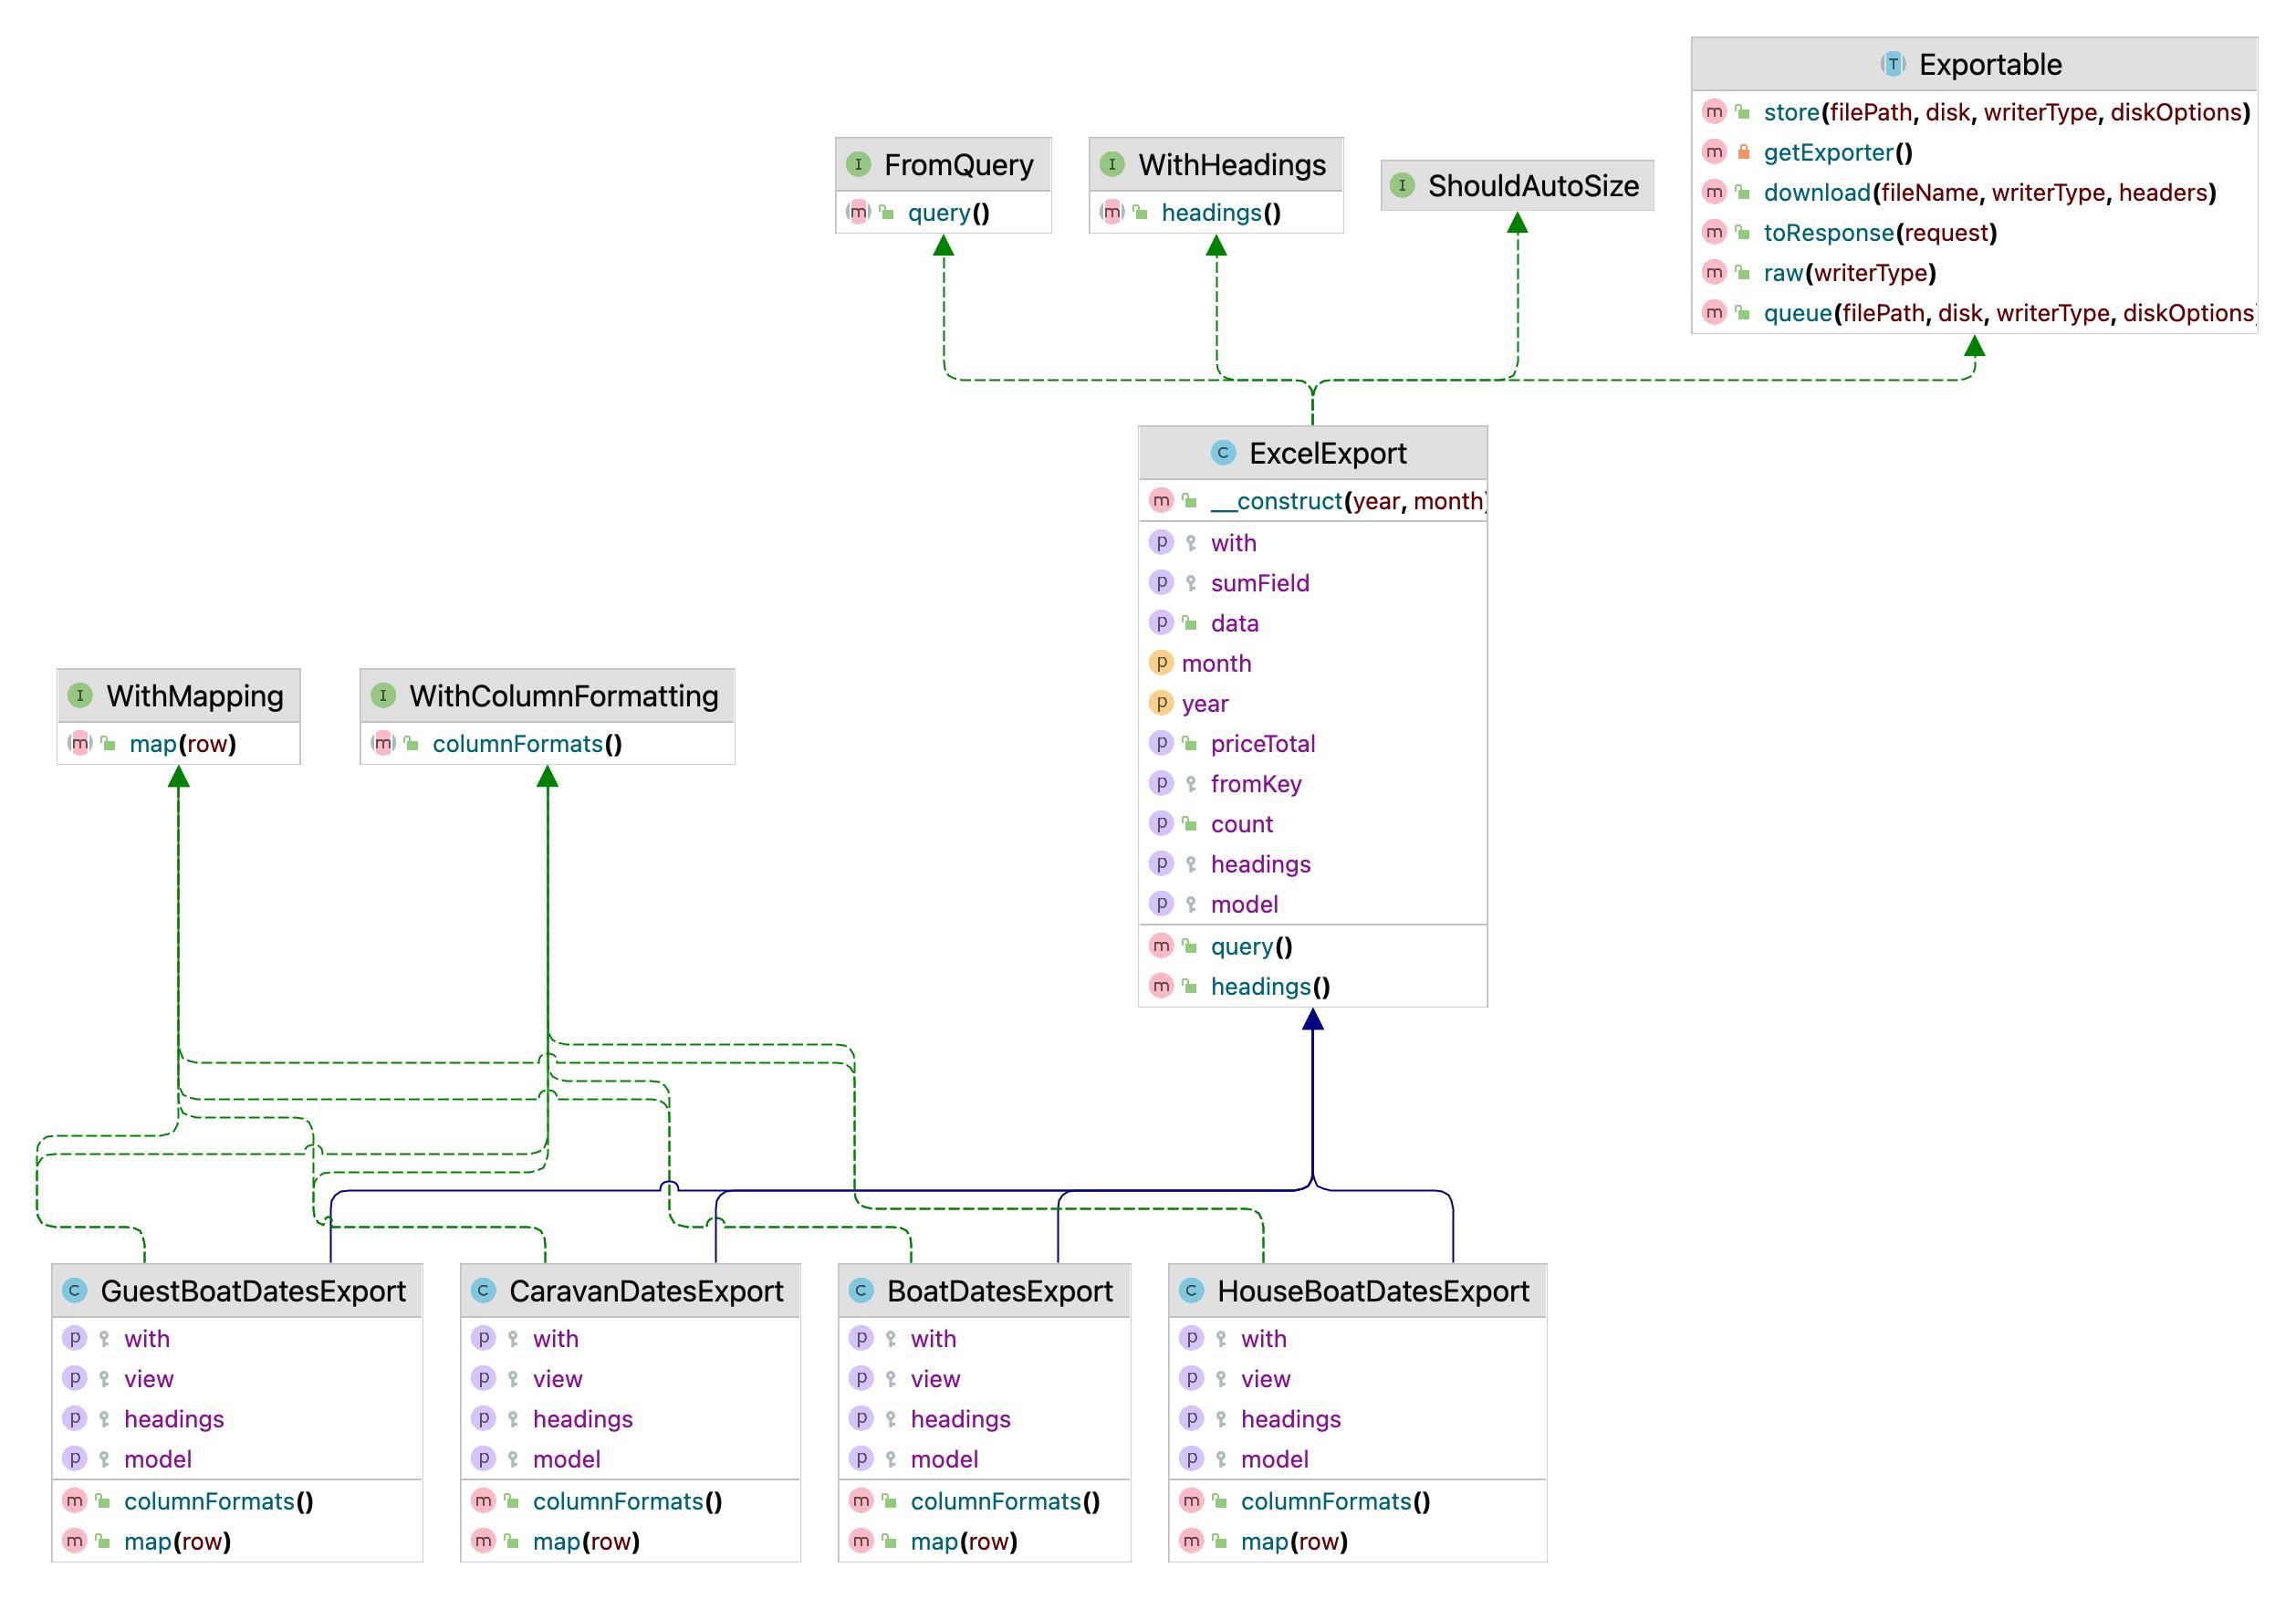 Exportable
store(filePath, disk, writerType, diskOptions)
getExporter()
download(fileName, writerType, headers)
toResponse(request)
raw(writerType)
queue(filePath, disk, writerType, diskOptions)
FromQuery
query()
WithHeadings
headings()
ShouldAutoSize
ExcelExport
__construct(year, month)
with
sumField
data
month
year
priceTotal
fromKey
count
headings
model
query()
headings()
WithMapping
map(row)
WithColumnFormatting
columnFormats()
GuestBoatDatesExport
with
view
headings
model
columnFormats()
map(row)
CaravanDatesExport
with
view
headings
model
columnFormats()
map(row)
BoatDatesExport
with
view
headings
model
columnFormats()
map(row)
HouseBoatDatesExport
with
view
headings
model
columnFormats()
map(row)